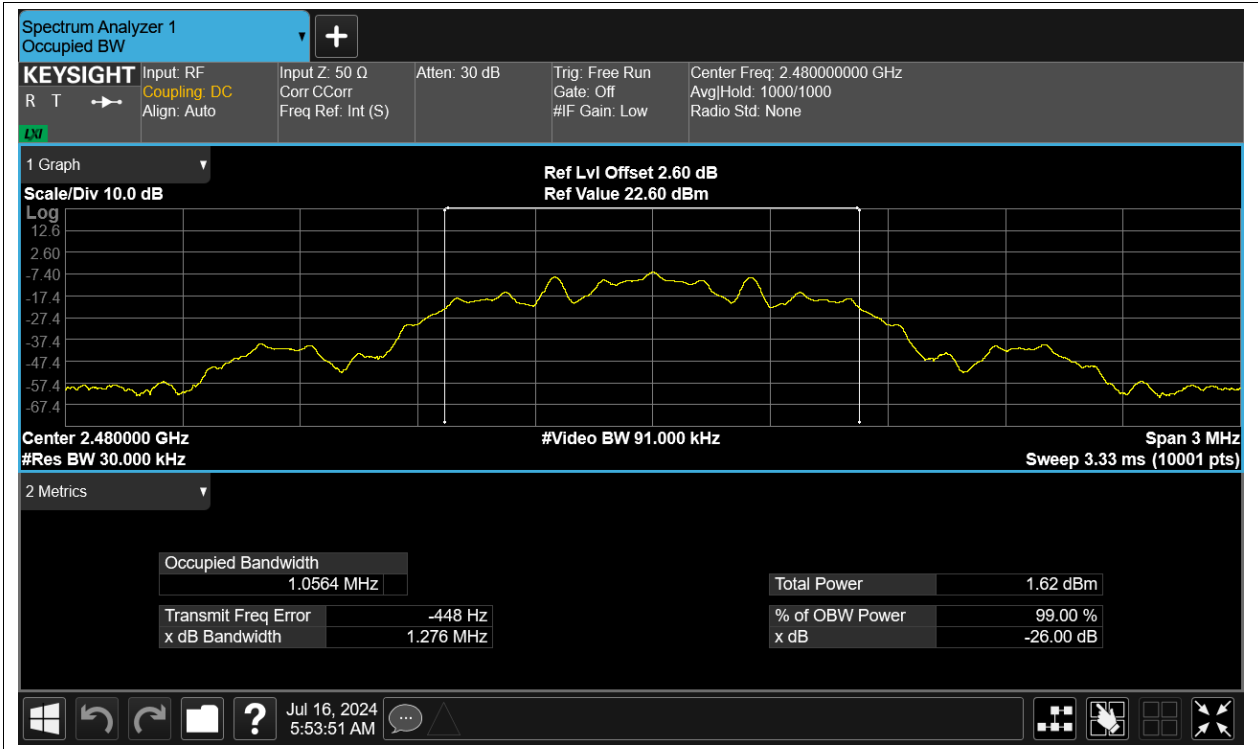 Spectrum Analyzer 1
Occupied BW
KEYSIGHT
R T
LXI
Input: RF
Coupling: DC
Align: Auto
Input Z: 50 Ω
Corr CCorr
Freq Ref: Int (S)
Atten: 30 dB
Trig: Free Run
Gate: Off
#IF Gain: Low
Center Freq: 2.480000000 GHz
Avg|Hold: 1000/1000
Radio Std: None
1 Graph
Scale/Div 10.0 dB
Ref Lvl Offset 2.60 dB
Ref Value 22.60 dBm
Log
12.6
2.60
-7.40
-17.4
-27.4
-37.4
-47.4
-57.4
-67.4
Center 2.480000 GHz
#Res BW 30.000 kHz
#Video BW 91.000 kHz
Span 3 MHz
Sweep 3.33 ms (10001 pts)
2 Metrics
Occupied Bandwidth
1.0564 MHz
Transmit Freq Error -448 Hz
x dB Bandwidth 1.276 MHz
Total Power 1.62 dBm
% of OBW Power 99.00 %
x dB -26.00 dB
?
Jul 16, 2024
5:53:51 AM